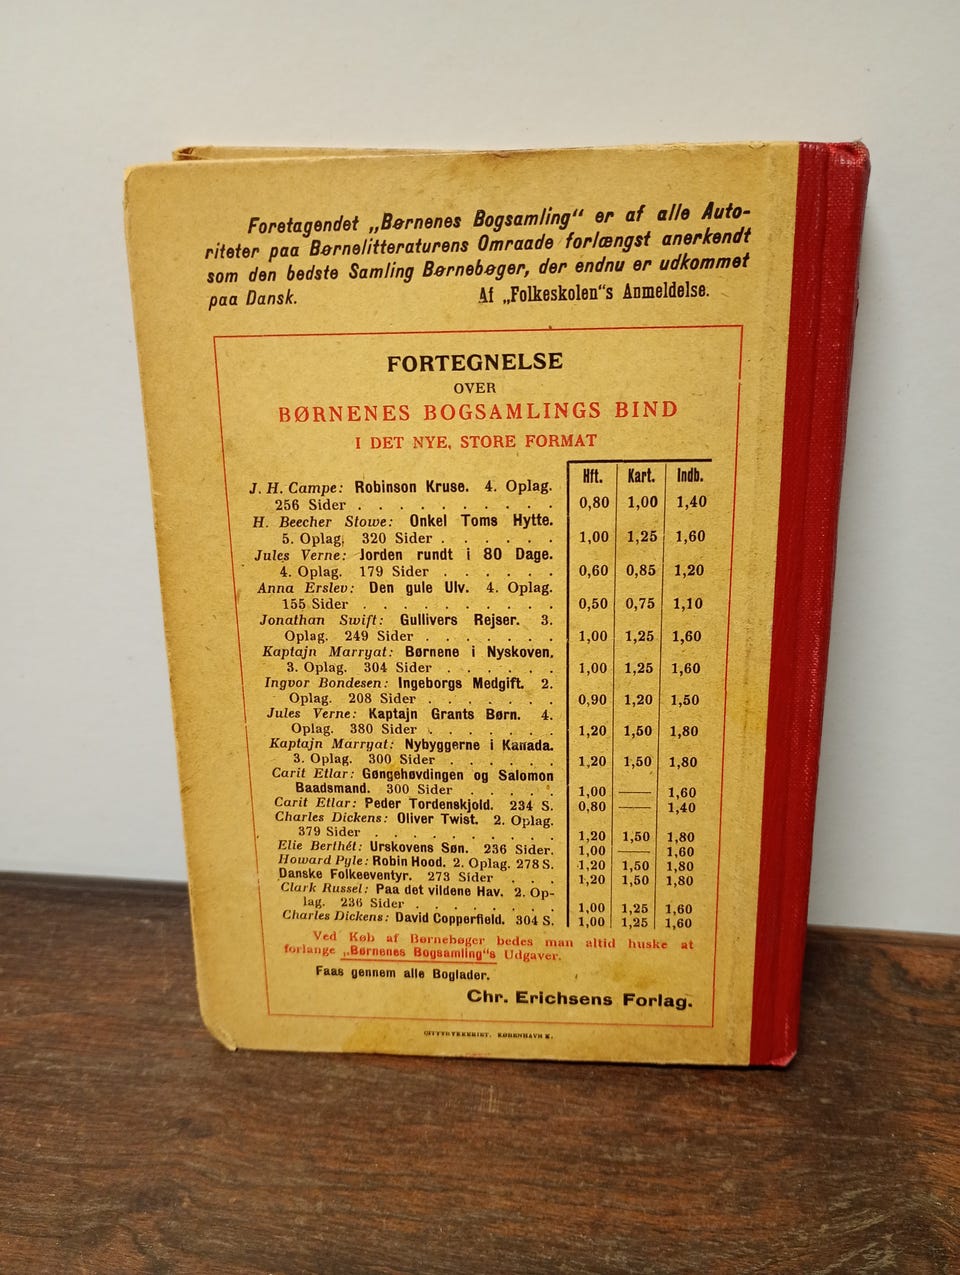 Foretagendet „Børnenes Bogsamling“ er af alle Auto-
riteter paa Børnelitteraturens Omraade forlængst anerkendt
som den bedste Samling Børnebøger, der endnu er udkommet
paa Dansk. Af „Folkeskolen“s Anmeldelse.
FORTEGNELSE
OVER
BØRNENES BOGSAMLINGS BIND
I DET NYE, STORE FORMAT
Hft. Kart. Indb.
J. H. Campe: Robinson Kruse. 4. Oplag.
256 Sider . . . . . . . . . . 0,80 1,00 1,40
H. Beecher Stowe: Onkel Toms Hytte.
5. Oplag. 320 Sider . . . . . . 1,00 1,25 1,60
Jules Verne: Jorden rundt i 80 Dage.
4. Oplag. 179 Sider . . . . . . 0,60 0,85 1,20
Anna Erslev: Den gule Ulv. 4. Oplag.
155 Sider . . . . . . . . . . 0,50 0,75 1,10
Jonathan Swift: Gullivers Rejser. 3.
Oplag. 249 Sider . . . . . . . 1,00 1,25 1,60
Kaptajn Marryat: Børnene i Nyskoven.
3. Oplag. 304 Sider . . . . . . 1,00 1,25 1,60
Ingvor Bondesen: Ingeborgs Medgift. 2.
Oplag. 208 Sider . . . . . . . 0,90 1,20 1,50
Jules Verne: Kaptajn Grants Børn. 4.
Oplag. 380 Sider . . . . . . . 1,20 1,50 1,80
Kaptajn Marryat: Nybyggerne i Kanada.
3. Oplag. 300 Sider . . . . . . 1,20 1,50 1,80
Carit Etlar: Gøngehøvdingen og Salomon
Baadsmand. 300 Sider . . . . . 1,00 — 1,60
Carit Etlar: Peder Tordenskjold. 234 S. 0,80 — 1,40
Charles Dickens: Oliver Twist. 2. Oplag.
379 Sider . . . . . . . . . . 1,20 1,50 1,80
Elie Berthét: Urskovens Søn. 236 Sider. 1,00 — 1,60
Howard Pyle: Robin Hood. 2. Oplag. 278 S. 1,20 1,50 1,80
Danske Folkeeventyr. 273 Sider . . . 1,20 1,50 1,80
Clark Russel: Paa det vildene Hav. 2. Op-
lag. 236 Sider . . . . . . . . 1,00 1,25 1,60
Charles Dickens: David Copperfield. 304 S. 1,00 1,25 1,60
Ved Køb af Børnebøger bedes man altid huske at
forlange „Børnenes Bogsamling“s Udgaver.
Faas gennem alle Boglader.
Chr. Erichsens Forlag.
CITYTRYKKERIET. KØBENHAVN K.